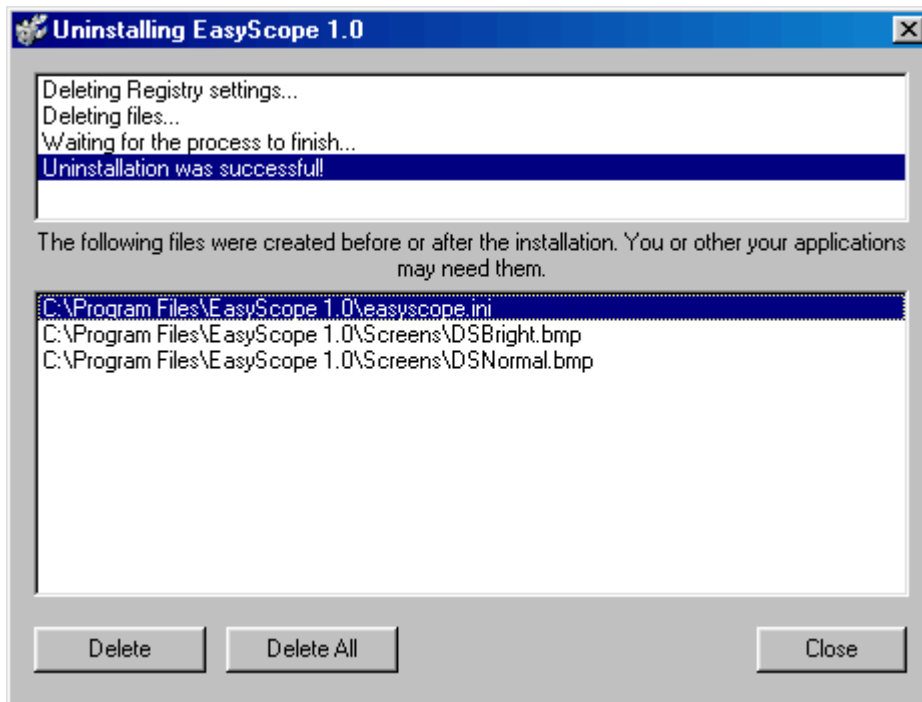 Uninstalling EasyScope 1.0
Deleting Registry settings...
Deleting files...
Waiting for the process to finish...
Uninstallation was successful!
The following files were created before or after the installation. You or other your applications
may need them.
C:\Program Files\EasyScope 1.0\easyscope.ini
C:\Program Files\EasyScope 1.0\Screens\DSBright.bmp
C:\Program Files\EasyScope 1.0\Screens\DSNormal.bmp
Delete
Delete All
Close